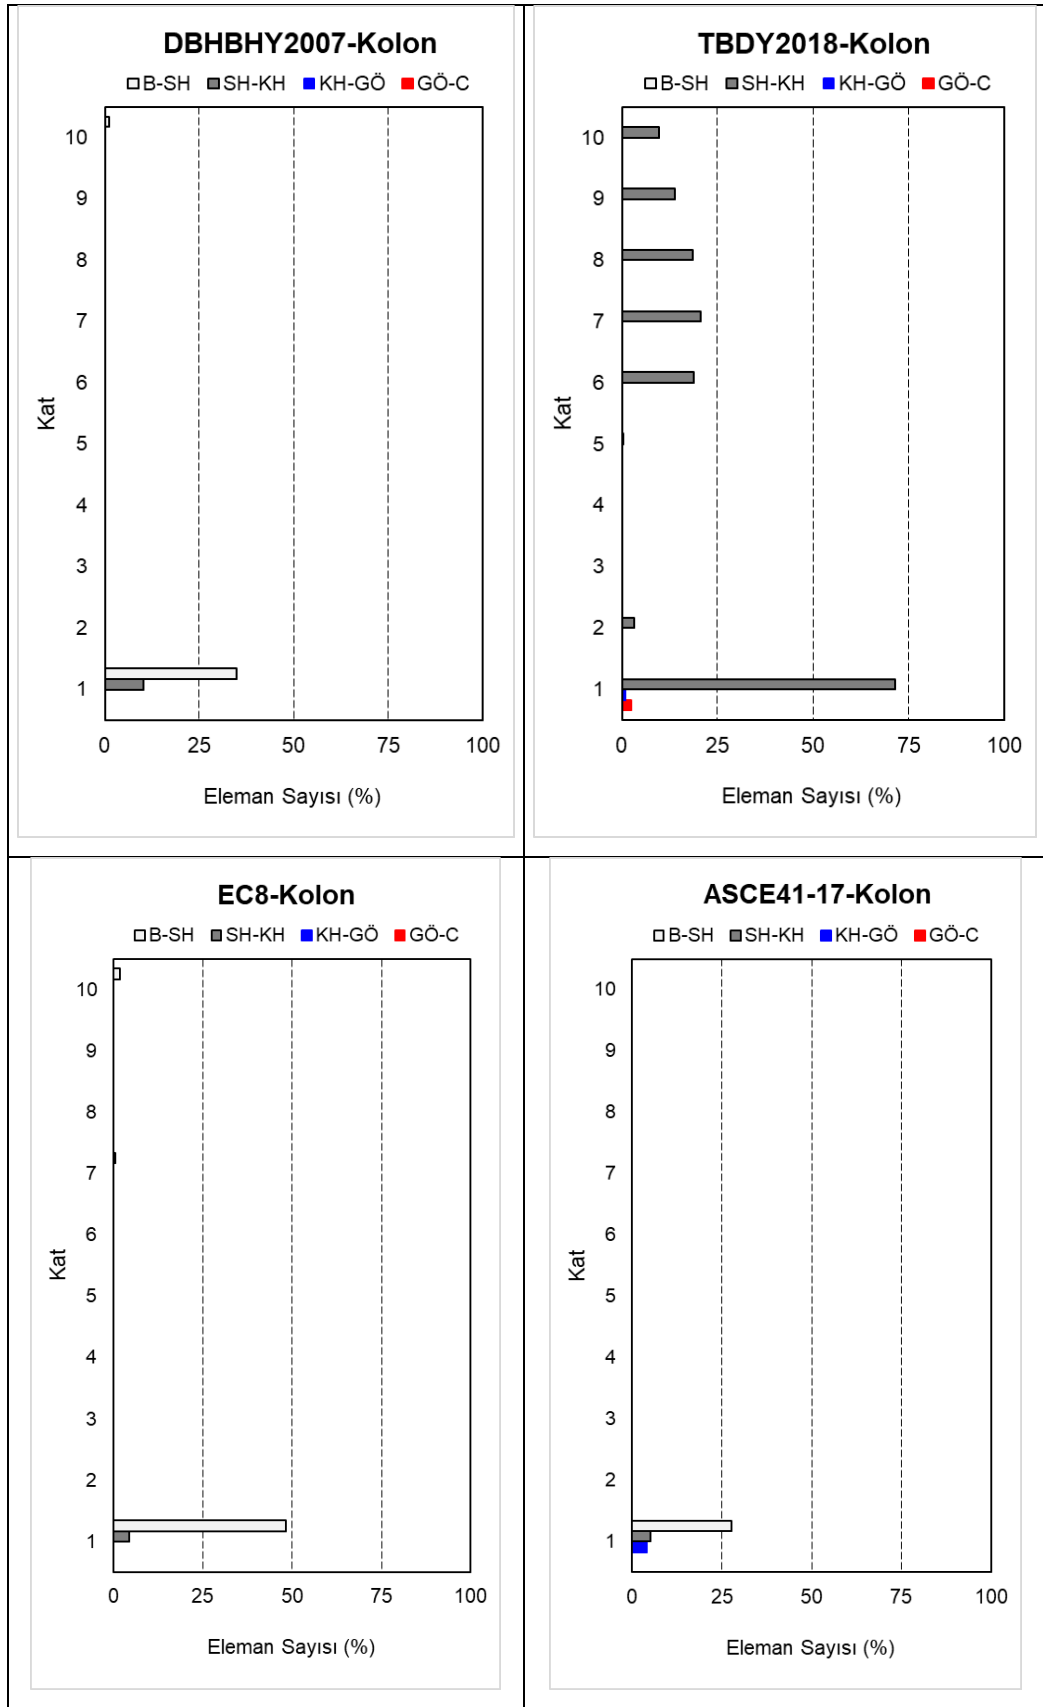 DBHBHY2007-Kolon
B-SH SH-KH KH-GÖ GÖ-C
10
9
8
7
6
5
4
3
2
1
Kat
0 25 50 75 100
Eleman Sayısı (%)
TBDY2018-Kolon
B-SH SH-KH KH-GÖ GÖ-C
10
9
8
7
6
5
4
3
2
1
Kat
0 25 50 75 100
Eleman Sayısı (%)
EC8-Kolon
B-SH SH-KH KH-GÖ GÖ-C
10
9
8
7
6
5
4
3
2
1
Kat
0 25 50 75 100
Eleman Sayısı (%)
ASCE41-17-Kolon
B-SH SH-KH KH-GÖ GÖ-C
10
9
8
7
6
5
4
3
2
1
Kat
0 25 50 75 100
Eleman Sayısı (%)